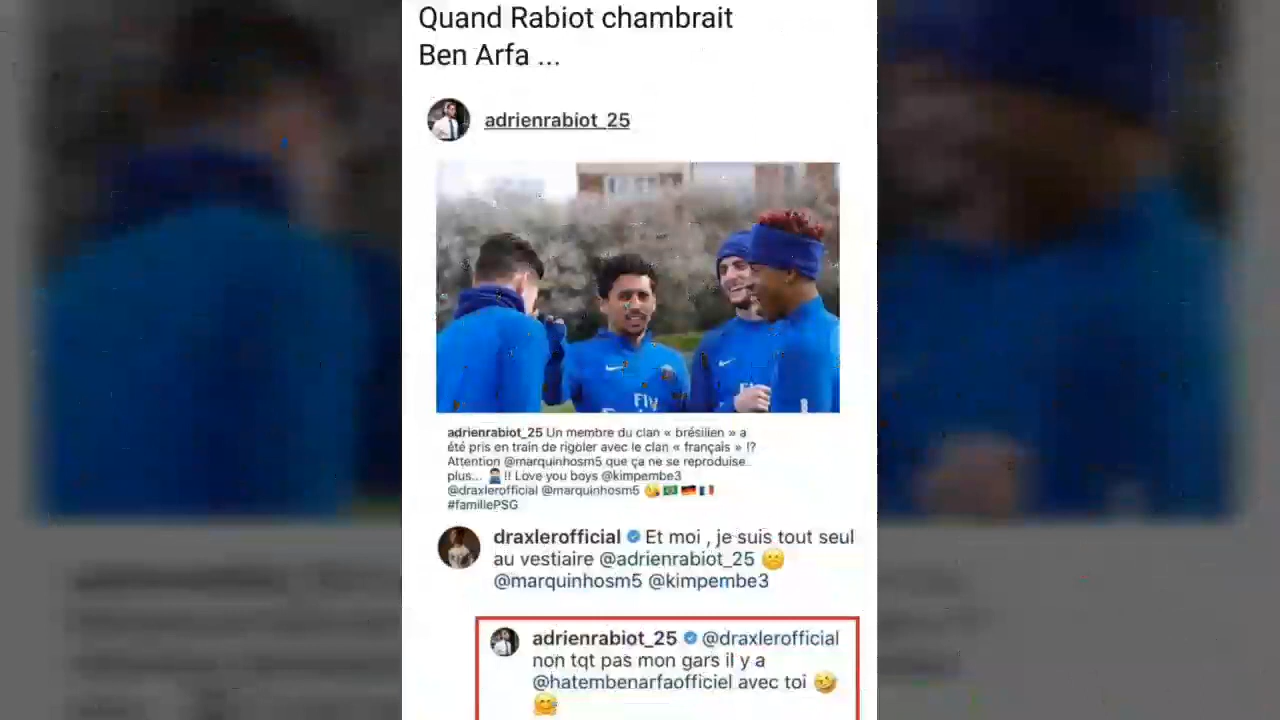 Quand Rabiot chambrait
Ben Arfa ...
adrienrabiot_25
FLY
FLY
adrienrabiot_25 Un membre du clan « brésilien » a
été pris en train de rigoler avec le clan « français » !?
Attention @marquinhosm5 que ça ne se reproduise
plus... 🤦🏻‍♂️!! Love you boys @kimpembe3
@draxlerofficial @marquinhosm5 😘🇧🇷🇩🇪🇫🇷
#famillePSG
draxlerofficial Et moi , je suis tout seul
au vestiaire @adrienrabiot_25 🙁
@marquinhosm5 @kimpembe3
adrienrabiot_25 @draxlerofficial
non tqt pas mon gars il y a
@hatembenarfaofficiel avec toi 🤣
🤗